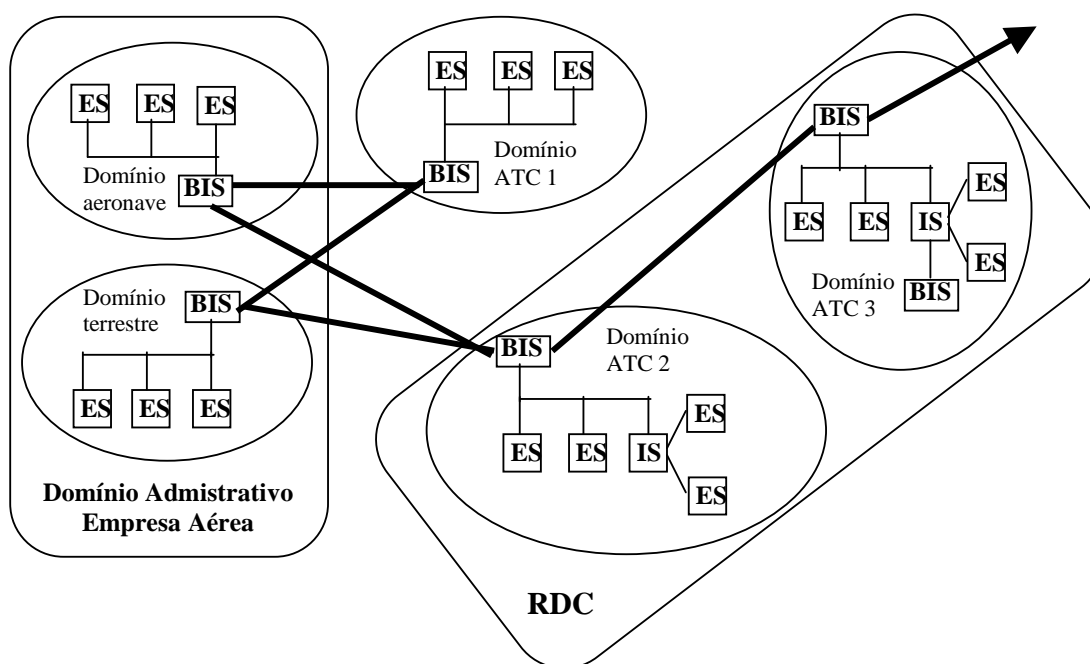 ES ES ES
Domínio
aeronave
BIS
Domínio
terrestre
BIS
ES ES ES
Domínio Admistrativo
Empresa Aérea
ES ES ES
Domínio
ATC 1
BIS
BIS
Domínio
ATC 2
ES ES IS
ES
ES
BIS
ES ES IS
ES
ES
Domínio
ATC 3
BIS
RDC